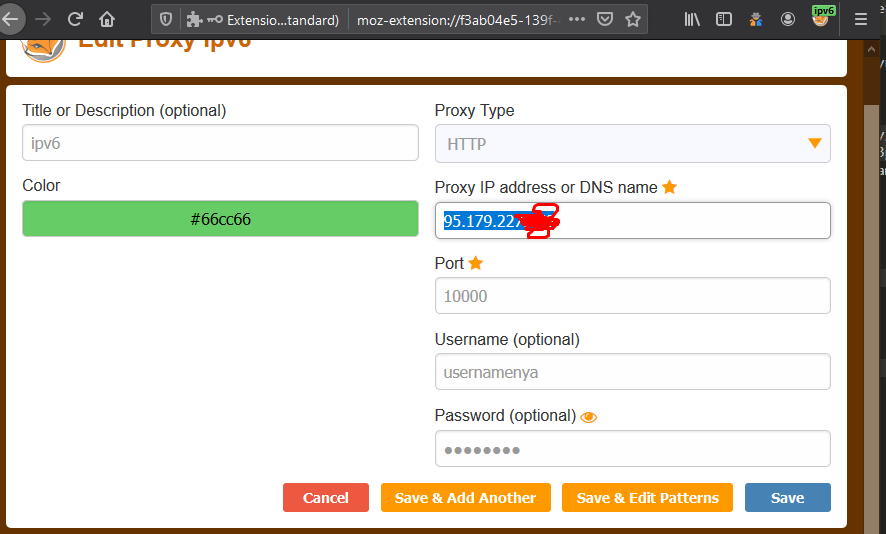 Extensio...tandard)
moz-extension://f3ab04e5-139f-
ipv6
Edit Proxy ipv6
Title or Description (optional)
ipv6
Color
#66cc66
Proxy Type
HTTP
Proxy IP address or DNS name
95.179.227
Port
10000
Username (optional)
usernamenya
Password (optional)
●●●●●●●●
Cancel
Save & Add Another
Save & Edit Patterns
Save